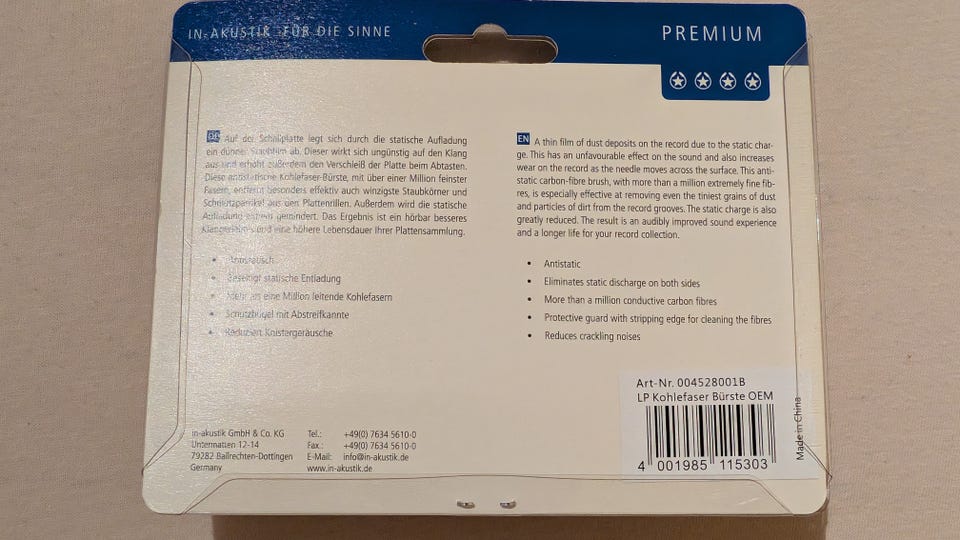 IN-AKUSTIK FÜR DIE SINNE
PREMIUM
DE Auf der Schallplatte legt sich durch die statische Aufladung
ein dünner Staubfilm ab. Dieser wirkt sich ungünstig auf den Klang
aus und erhöht außerdem den Verschleiß der Platte beim Abtasten.
Diese antistatische Kohlefaser-Bürste, mit über einer Million feinster
Fasern, entfernt besonders effektiv auch winzigste Staubkörner und
Schmutzpartikel aus den Plattenrillen. Außerdem wird die statische
Aufladung extrem gemindert. Das Ergebnis ist ein hörbar besseres
Klangerlebnis und eine höhere Lebensdauer Ihrer Plattensammlung.
• Antistatisch
• Beseitigt statische Entladung
• Mehr als eine Million leitende Kohlefasern
• Schutzbügel mit Abstreifkannte
• Reduziert Knistergeräusche
EN A thin film of dust deposits on the record due to the static char-
ge. This has an unfavourable effect on the sound and also increases
wear on the record as the needle moves across the surface. This anti-
static carbon-fibre brush, with more than a million extremely fine fib-
res, is especially effective at removing even the tiniest grains of dust
and particles of dirt from the record grooves. The static charge is also
greatly reduced. The result is an audibly improved sound experience
and a longer life for your record collection.
• Antistatic
• Eliminates static discharge on both sides
• More than a million conductive carbon fibres
• Protective guard with stripping edge for cleaning the fibres
• Reduces crackling noises
in-akustik GmbH & Co. KG
Untermatten 12-14
79282 Ballrechten-Dottingen
Germany
Tel.: +49(0) 7634 5610-0
Fax.: +49(0) 7634 5610-0
E-Mail: info@in-akustik.de
www.in-akustik.de
Art-Nr. 004528001B
LP Kohlefaser Bürste OEM
4 001985 115303
Made in China